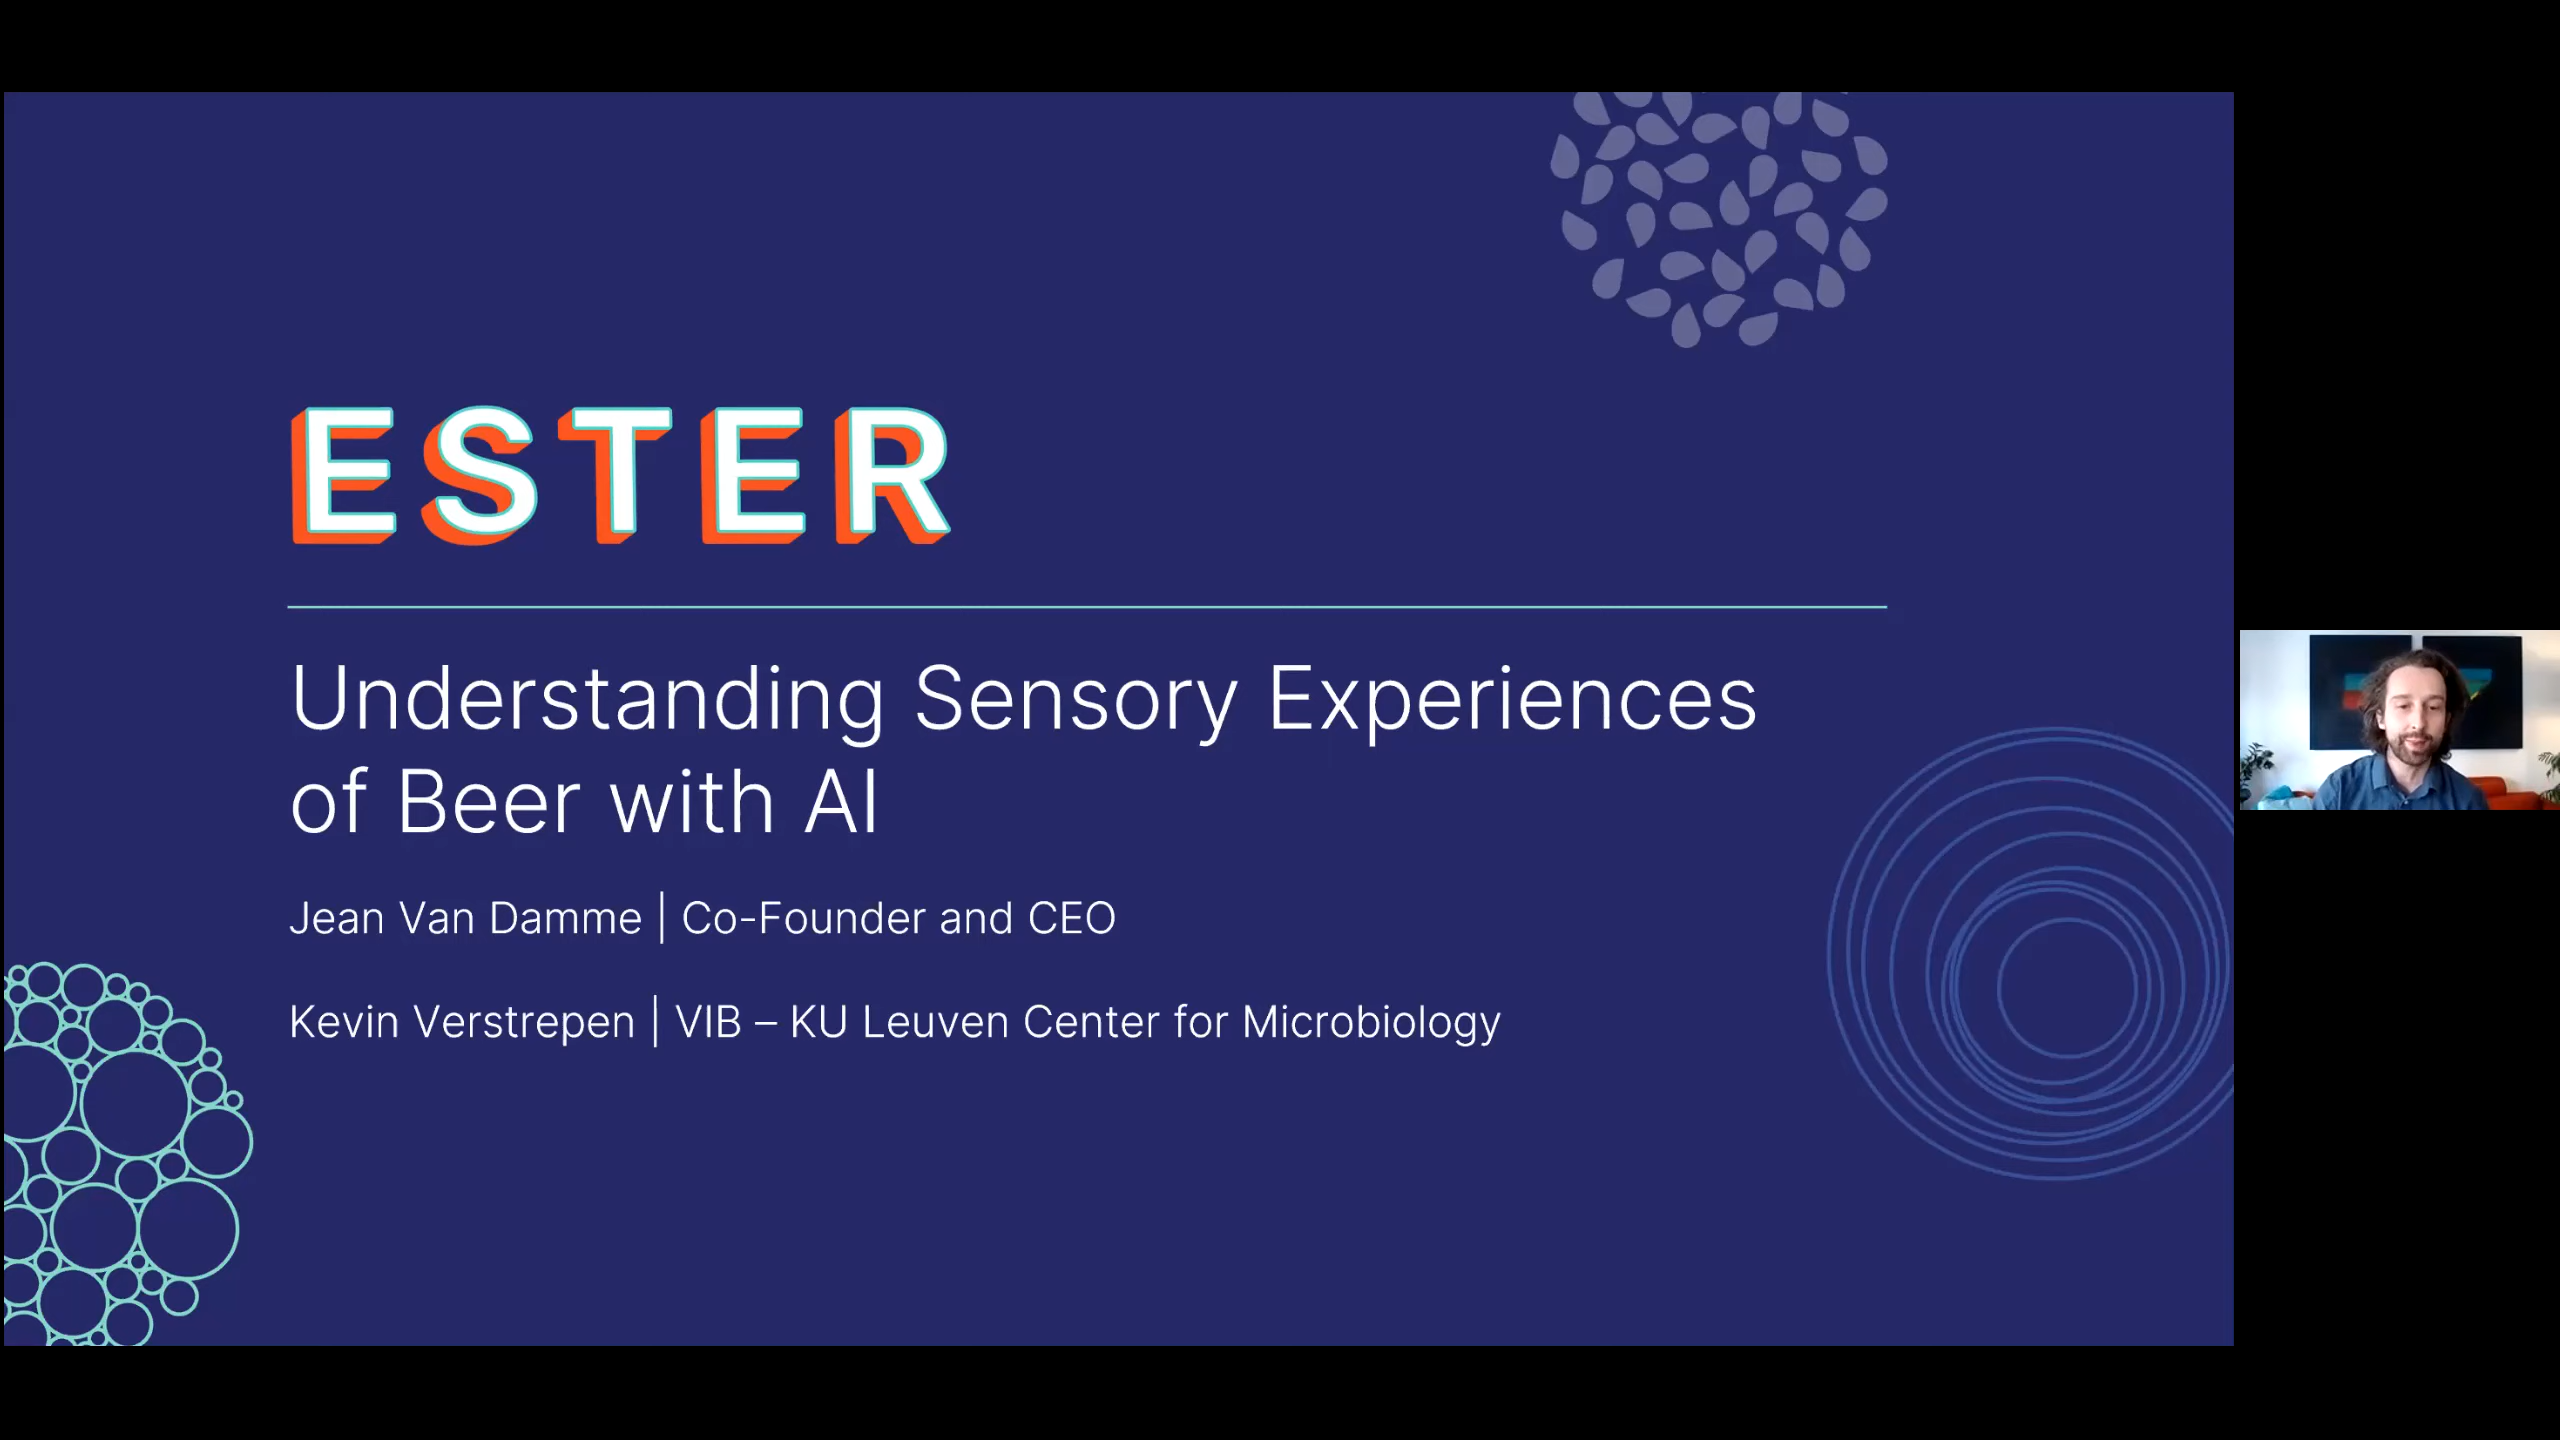 ESTER
Understanding Sensory Experiences
of Beer with AI
Jean Van Damme | Co-Founder and CEO
Kevin Verstrepen | VIB – KU Leuven Center for Microbiology